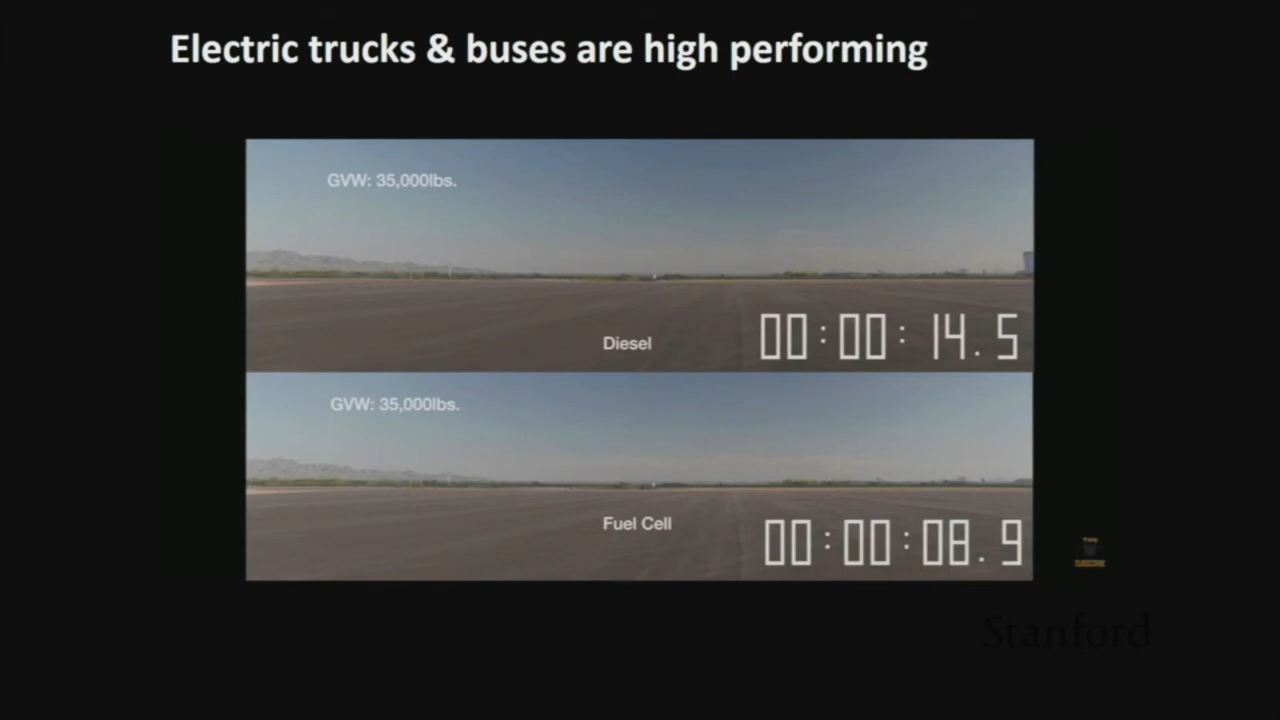 Electric trucks & buses are high performing
GVW: 35,000lbs.
Diesel
00:00:14.5
GVW: 35,000lbs.
Fuel Cell
00:00:08.9
Stanford